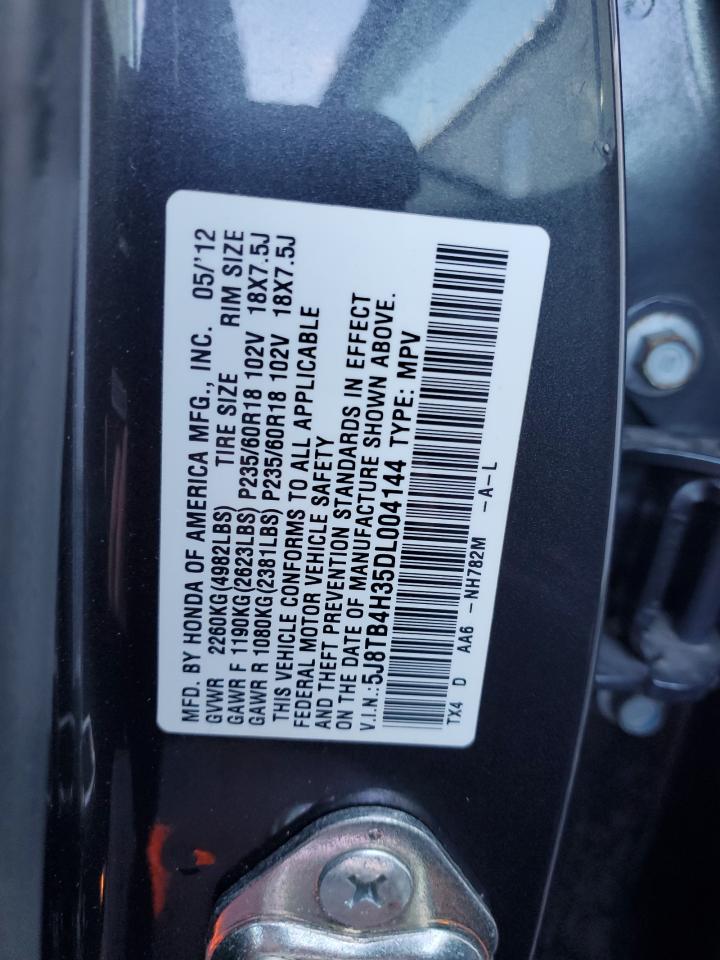 MFD. BY HONDA OF AMERICA MFG., INC. 05/'12
GVWR 2260KG(4982LBS) TIRE SIZE RIM SIZE
GAWR F 1190KG(2623LBS) P235/60R18 102V 18X7.5J
GAWR R 1080KG(2381LBS) P235/60R18 102V 18X7.5J
THIS VEHICLE CONFORMS TO ALL APPLICABLE
FEDERAL MOTOR VEHICLE SAFETY
AND THEFT PREVENTION STANDARDS IN EFFECT
ON THE DATE OF MANUFACTURE SHOWN ABOVE.
V.I.N.:5J8TB4H35DL004144 TYPE: MPV
TX4 D AA6 -NH782M -A-L